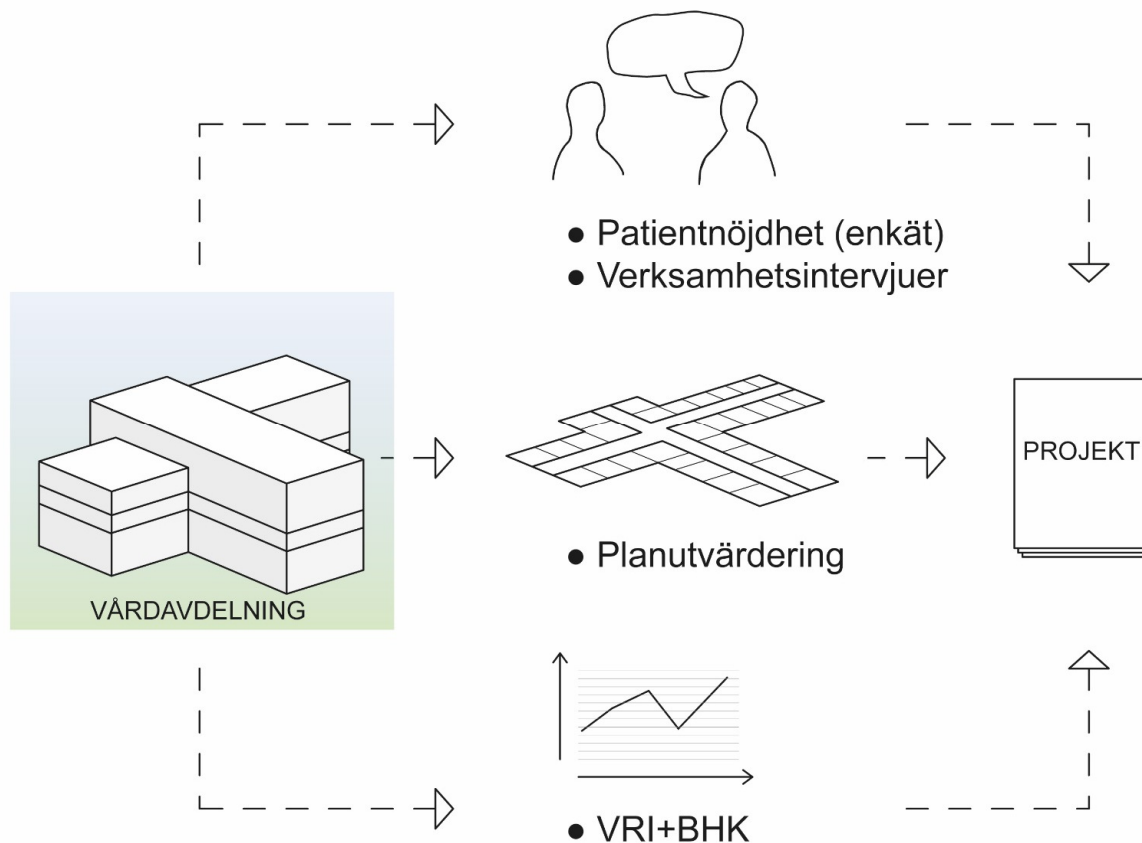 ● Patientnöjdhet (enkät)
● Verksamhetsintervjuer
VÅRDAVDELNING
● Planutvärdering
PROJEKT
● VRI+BHK